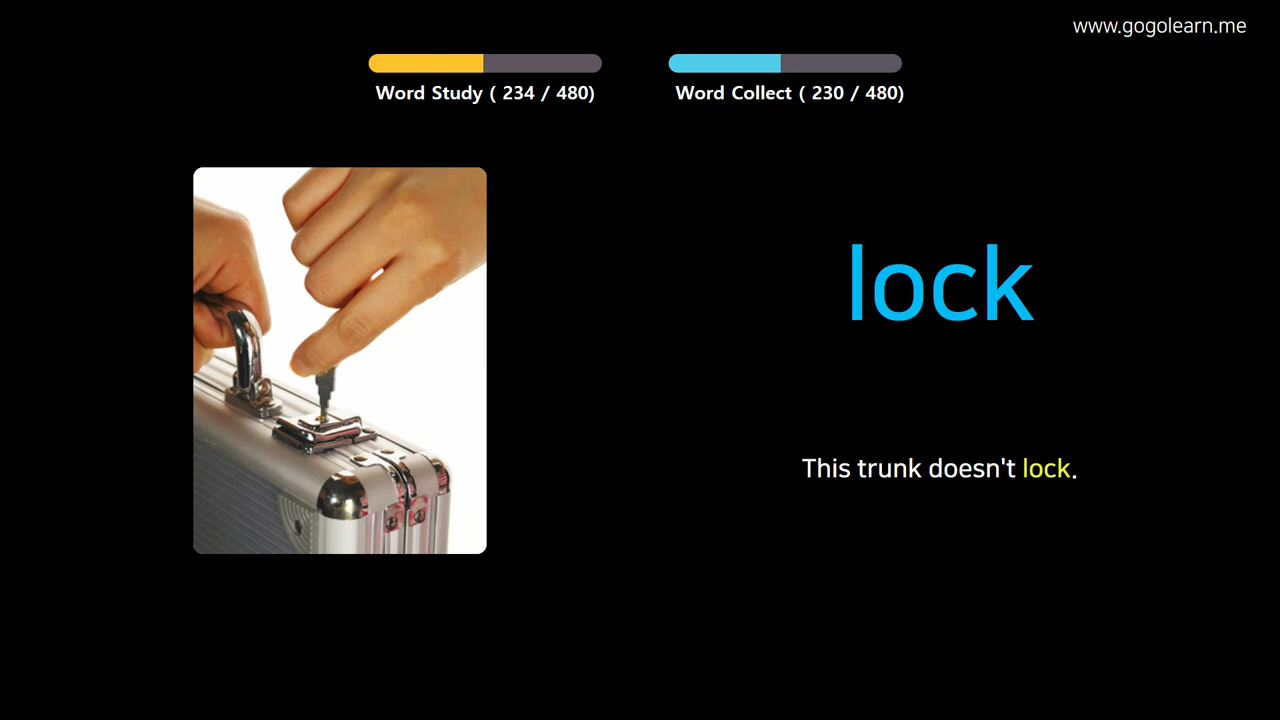 www.gogolearn.me
Word Study ( 234 / 480)
Word Collect ( 230 / 480)
lock
This trunk doesn't lock.